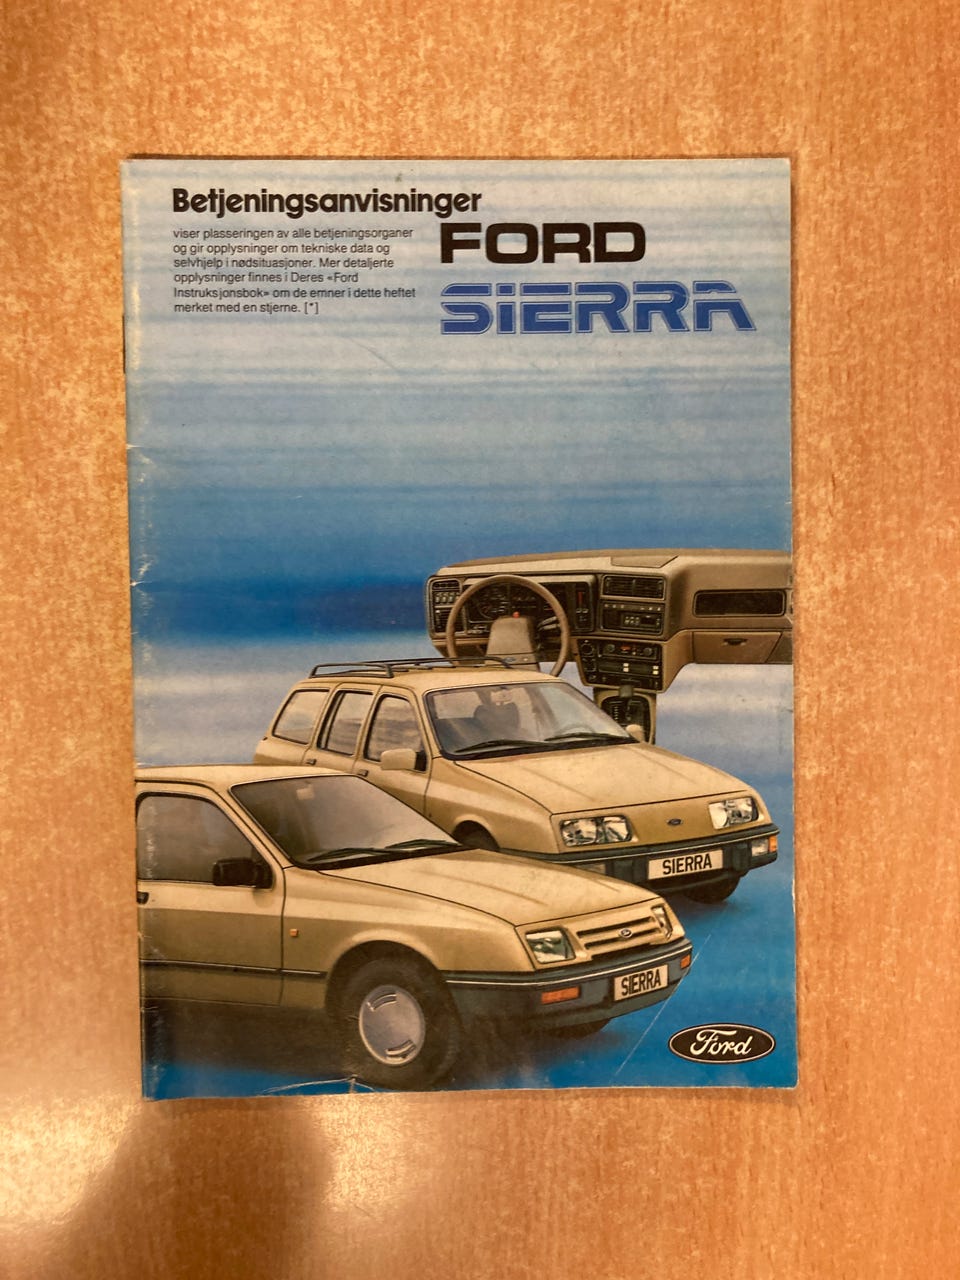 Betjeningsanvisninger
viser plasseringen av alle betjeningsorganer
og gir opplysninger om tekniske data og
selvhjelp i nødsituasjoner. Mer detaljerte
opplysninger finnes i Deres «Ford
Instruksjonsbok» om de emner i dette heftet
merket med en stjerne. [*]
FORD
SiERRA
SIERRA
SIERRA
Ford